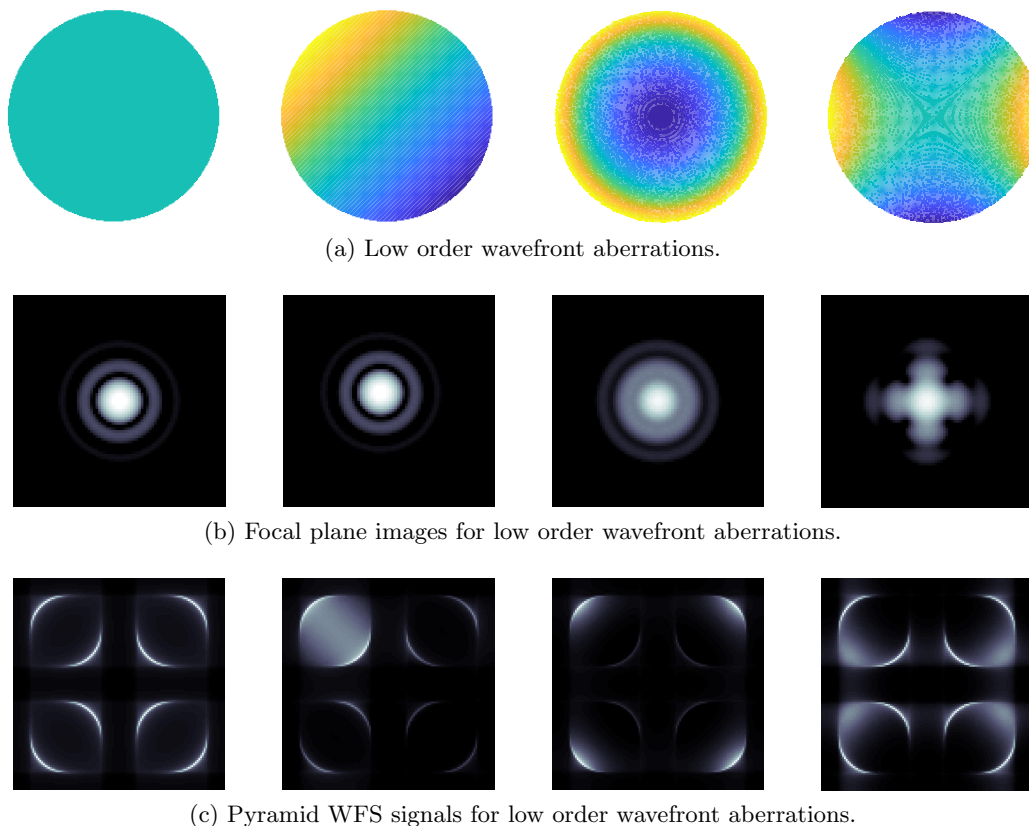 (a) Low order wavefront aberrations.
(b) Focal plane images for low order wavefront aberrations.
(c) Pyramid WFS signals for low order wavefront aberrations.